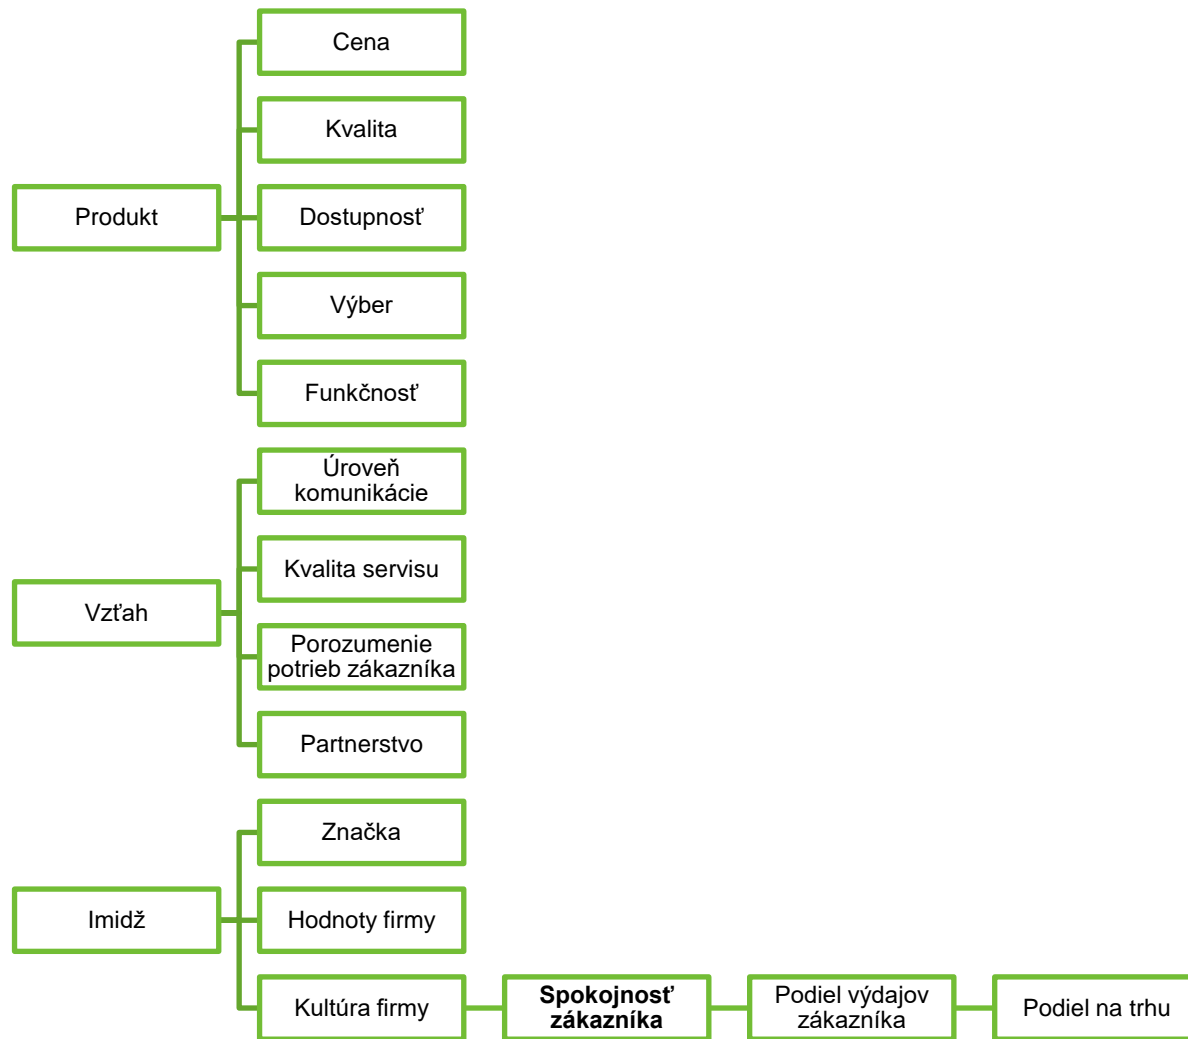 Cena
Kvalita
Produkt
Dostupnosť
Výber
Funkčnosť
Úroveň
komunikácie
Kvalita servisu
Vzťah
Porozumenie
potrieb zákazníka
Partnerstvo
Značka
Imidž
Hodnoty firmy
Kultúra firmy
Spokojnosť
zákazníka
Podiel výdajov
zákazníka
Podiel na trhu